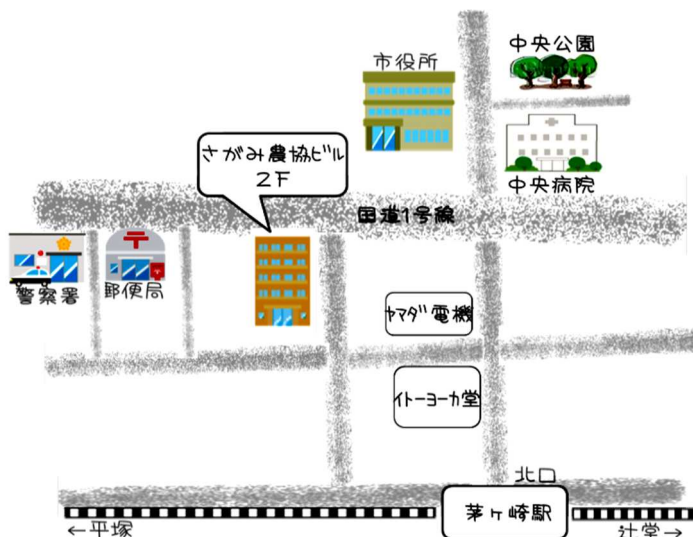 中央公園
市役所
さがみ農協ビル
2F
中央病院
国道1号線
警察署
郵便局
ヤマダ電機
イトーヨーカ堂
北口
茅ヶ崎駅
←平塚
辻堂→